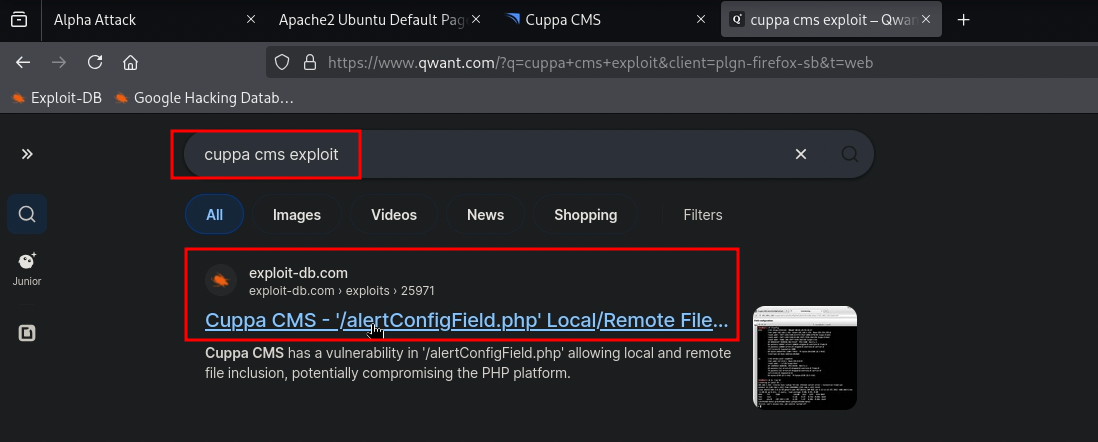 Alpha Attack
Apache2 Ubuntu Default Pag
Cuppa CMS
cuppa cms exploit – Qwan
https://www.qwant.com/?q=cuppa+cms+exploit&client=plgn-firefox-sb&t=web
Exploit-DB
Google Hacking Datab…
cuppa cms exploit
All
Images
Videos
News
Shopping
Filters
Junior
exploit-db.com
exploit-db.com › exploits › 25971
Cuppa CMS - '/alertConfigField.php' Local/Remote File...
Cuppa CMS has a vulnerability in '/alertConfigField.php' allowing local and remote
file inclusion, potentially compromising the PHP platform.